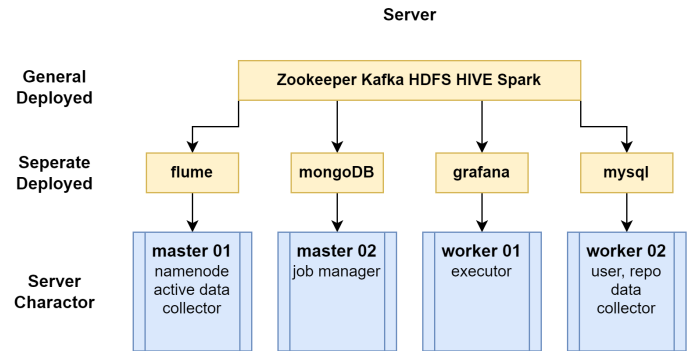 Server
General
Deployed
Zookeeper Kafka HDFS HIVE Spark
Seperate
Deployed
flume
mongoDB
grafana
mysql
Server
Charactor
master 01
namenode
active data
collector
master 02
job manager
worker 01
executor
worker 02
user, repo
data
collector